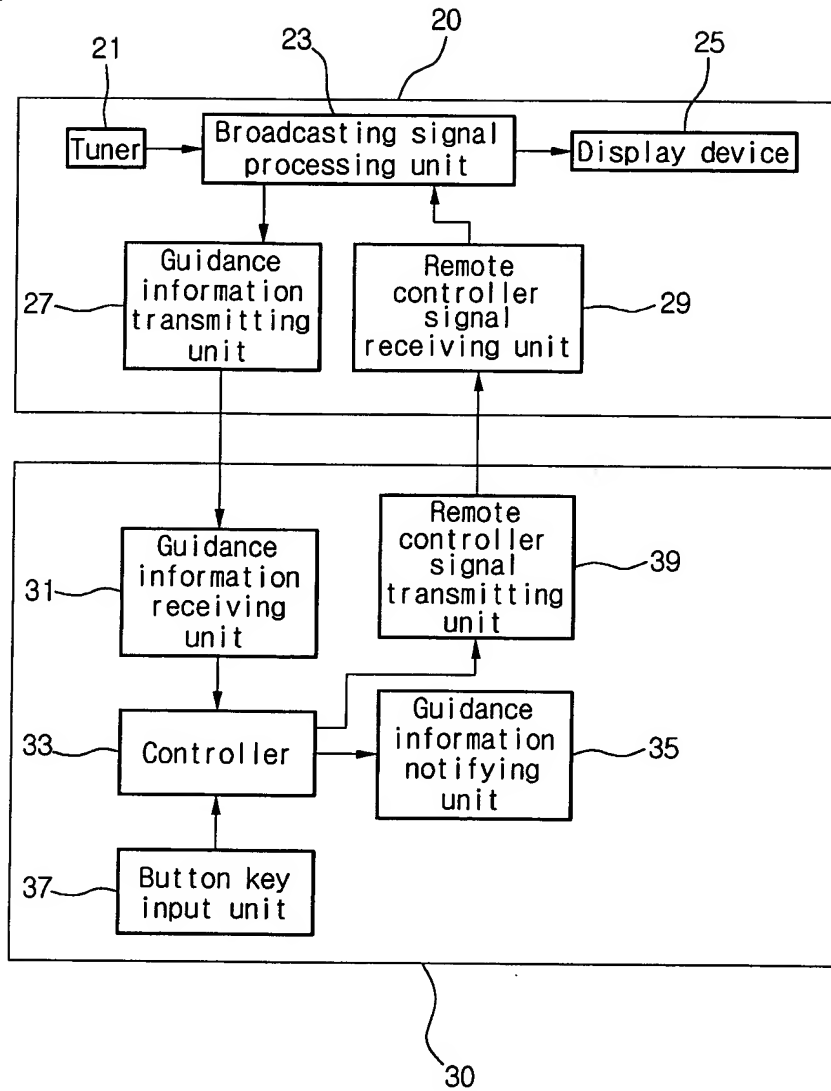 20
21
23
25
Tuner
Broadcasting signal
processing unit
Display device
27
Guidance
information
transmitting
unit
Remote
controller
signal
receiving unit
29
31
Guidance
information
receiving
unit
Remote
controller
signal
transmitting
unit
39
33
Controller
Guidance
information
notifying
unit
35
37
Button key
input unit
30